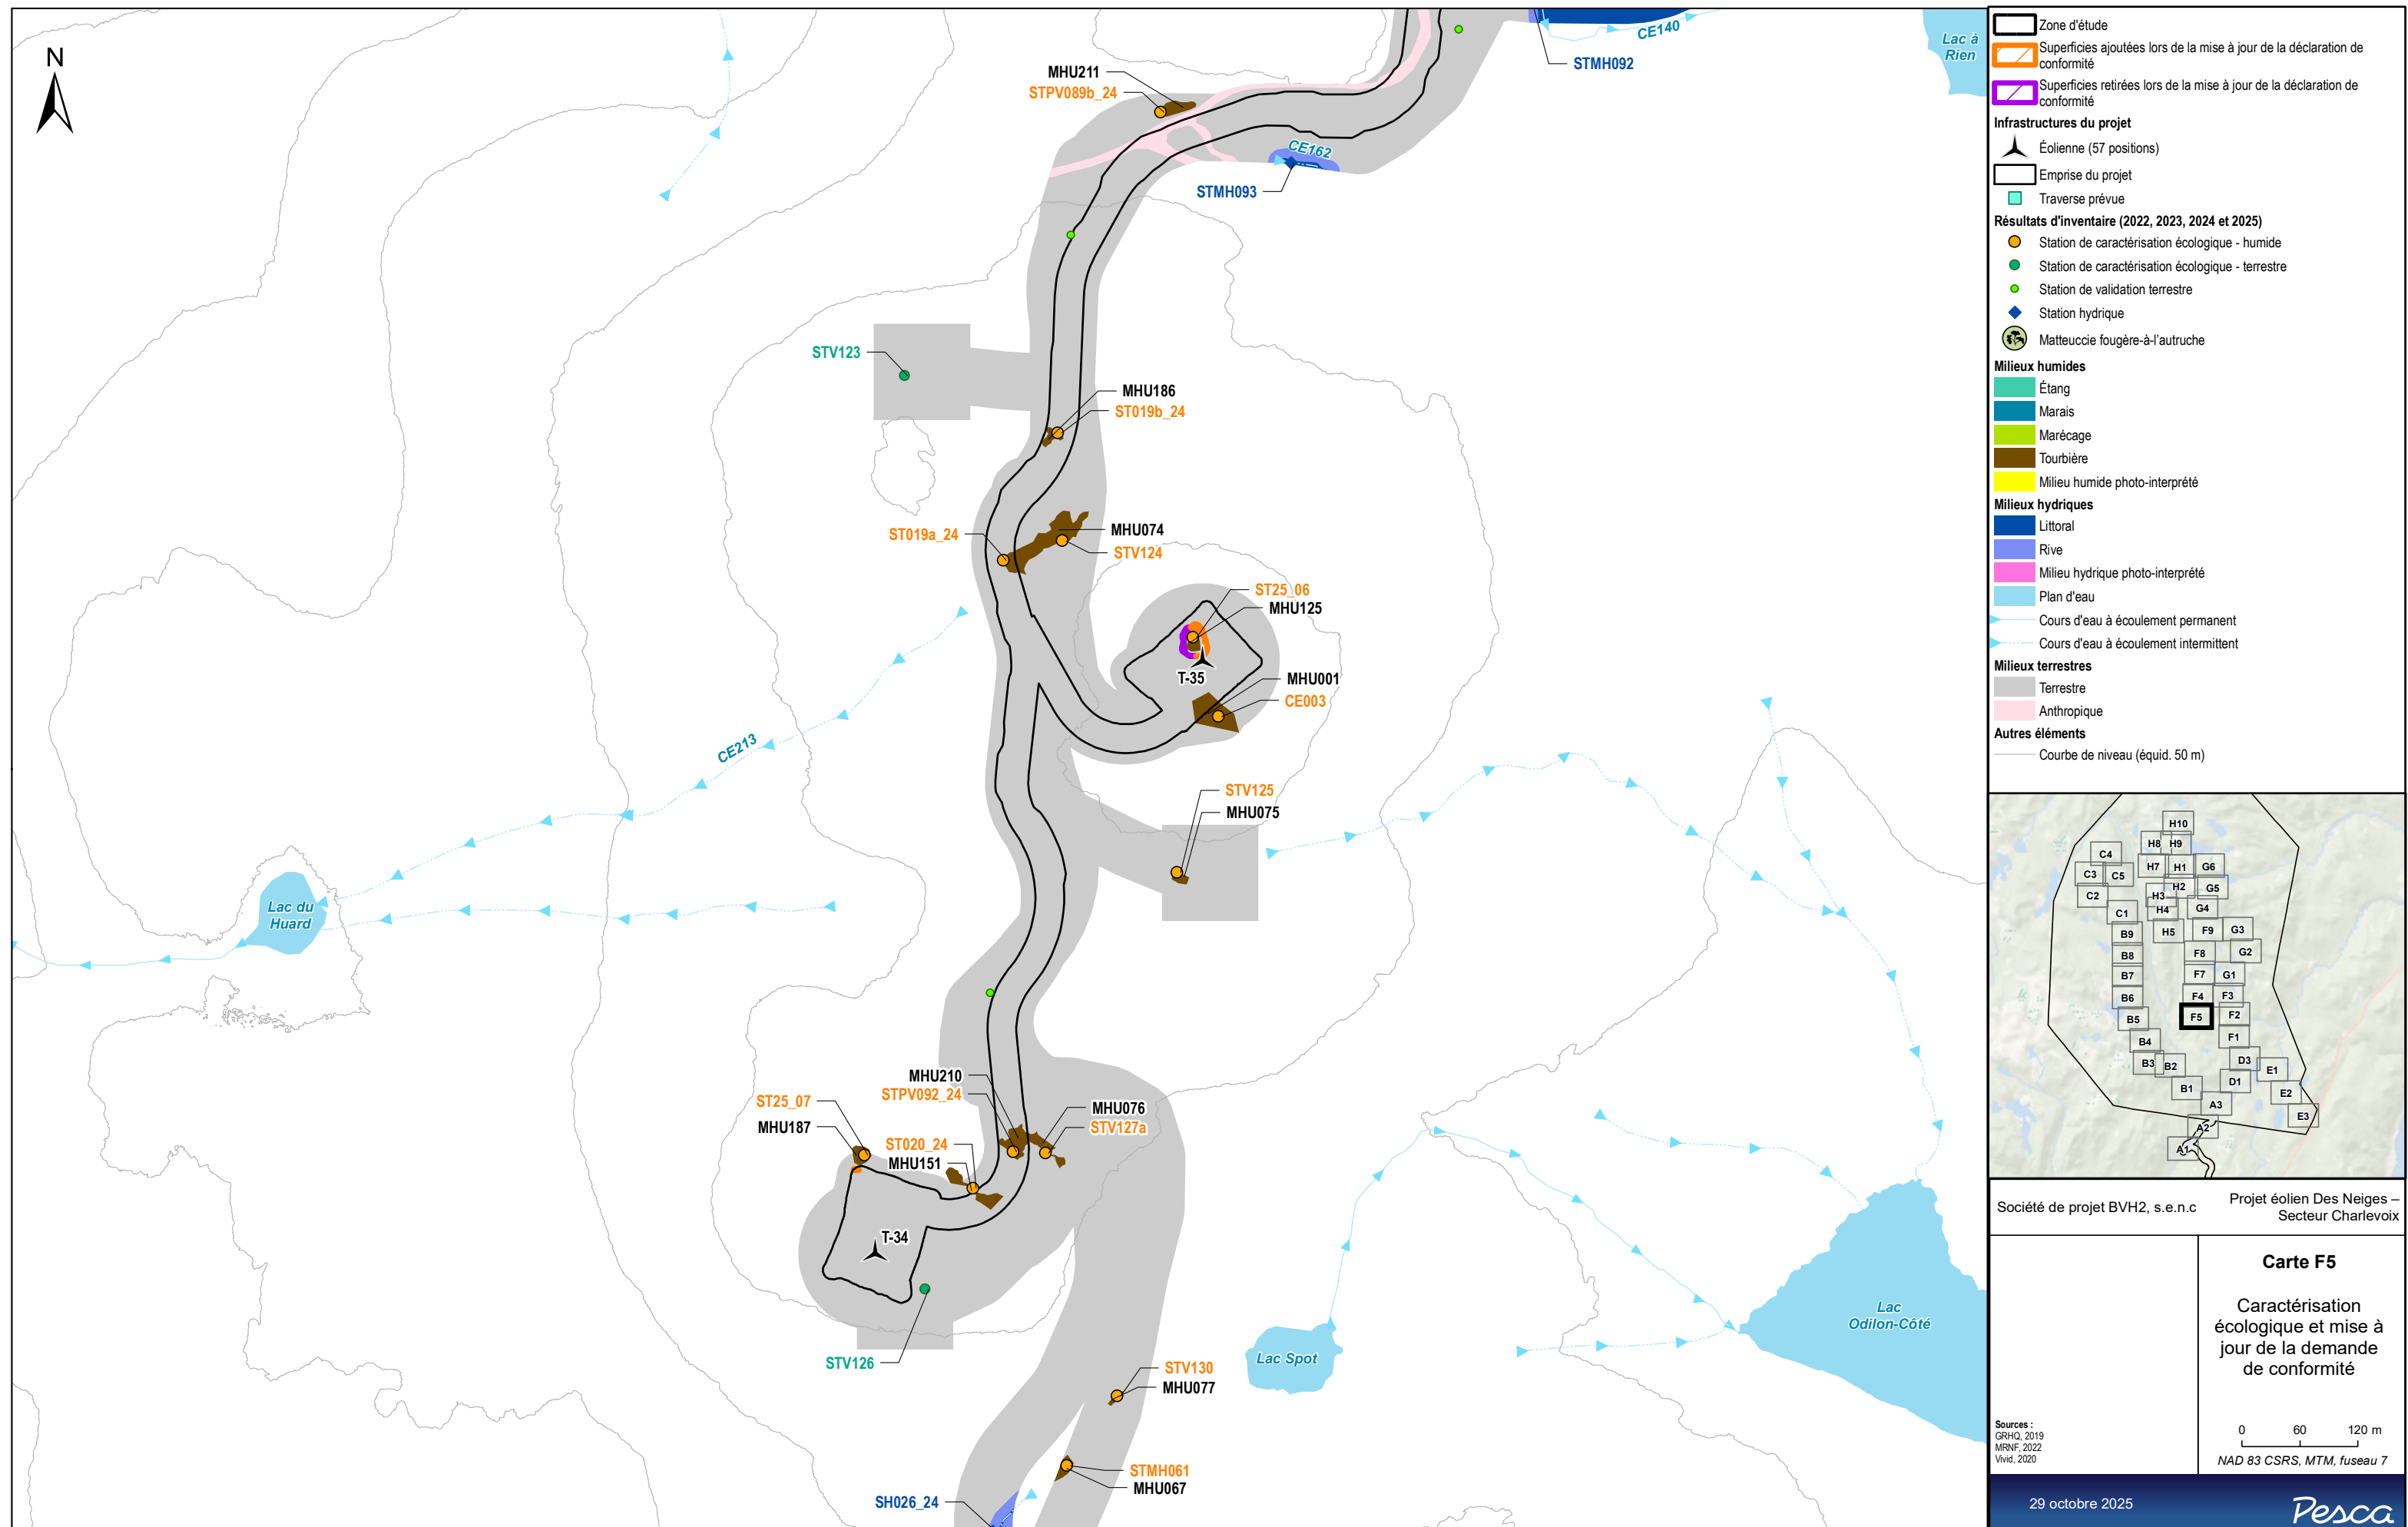 N
MHU211
STPV089b_24
CE140
STMH092
Lac à
Rien
CE162
STMH093
STV123
MHU186
ST019b_24
ST019a_24
MHU074
STV124
ST25_06
MHU125
T-35
MHU001
CE003
CE213
STV125
MHU075
Lac du
Huard
MHU210
STPV092_24
ST25_07
MHU187
ST020_24
MHU151
MHU076
STV127a
T-34
STV126
Lac Spot
Lac
Odilon-Côté
STV130
MHU077
STMH061
MHU067
SH026_24
Zone d'étude
Superficies ajoutées lors de la mise à jour de la déclaration de
conformité
Superficies retirées lors de la mise à jour de la déclaration de
conformité
Infrastructures du projet
Éolienne (57 positions)
Emprise du projet
Traverse prévue
Résultats d'inventaire (2022, 2023, 2024 et 2025)
Station de caractérisation écologique - humide
Station de caractérisation écologique - terrestre
Station de validation terrestre
Station hydrique
Matteuccie fougère-à-l'autruche
Milieux humides
Étang
Marais
Marécage
Tourbière
Milieu humide photo-interprété
Milieux hydriques
Littoral
Rive
Milieu hydrique photo-interprété
Plan d'eau
Cours d'eau à écoulement permanent
Cours d'eau à écoulement intermittent
Milieux terrestres
Terrestre
Anthropique
Autres éléments
Courbe de niveau (équid. 50 m)
H10
H8 H9
C4
H7 H1 G6
C3 C5
H2 G5
C2 H3
H4 G4
C1
B9 H5 F9 G3
B8 F8 G2
B7 F7 G1
B6 F4 F3
B5 F5 F2
B4 F1
B3 B2 D3
E1
B1 D1
E2
A3
E3
A2
A1
Société de projet BVH2, s.e.n.c
Projet éolien Des Neiges –
Secteur Charlevoix
Carte F5
Caractérisation
écologique et mise à
jour de la demande
de conformité
Sources :
GRHQ, 2019
MRNF, 2022
Vivid, 2020
0 60 120 m
NAD 83 CSRS, MTM, fuseau 7
29 octobre 2025
Pesca